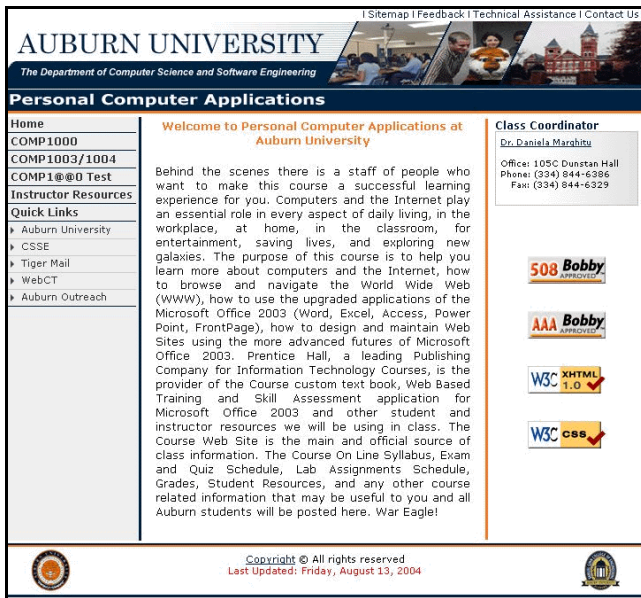 | Sitemap | Feedback | Technical Assistance | Contact Us
AUBURN UNIVERSITY
The Department of Computer Science and Software Engineering
Personal Computer Applications
Home
COMP1000
COMP1003/1004
COMP1@@0 Test
Instructor Resources
Quick Links
Auburn University
CSSE
Tiger Mail
WebCT
Auburn Outreach
Welcome to Personal Computer Applications at
Auburn University
Behind the scenes there is a staff of people who
want to make this course a successful learning
experience for you. Computers and the Internet play
an essential role in every aspect of daily living, in the
workplace, at home, in the classroom, for
entertainment, saving lives, and exploring new
galaxies. The purpose of this course is to help you
learn more about computers and the Internet, how
to browse and navigate the World Wide Web
(WWW), how to use the upgraded applications of the
Microsoft Office 2003 (Word, Excel, Access, Power
Point, FrontPage), how to design and maintain Web
Sites using the more advanced futures of Microsoft
Office 2003. Prentice Hall, a leading Publishing
Company for Information Technology Courses, is the
provider of the Course custom text book, Web Based
Training and Skill Assessment application for
Microsoft Office 2003 and other student and
instructor resources we will be using in class. The
Course Web Site is the main and official source of
class information. The Course On Line Syllabus, Exam
and Quiz Schedule, Lab Assignments Schedule,
Grades, Student Resources, and any other course
related information that may be useful to you and all
Auburn students will be posted here. War Eagle!
Class Coordinator
Dr. Daniela Marghitu
Office: 105C Dunstan Hall
Phone: (334) 844-6386
Fax: (334) 844-6329
508 Bobby
APPROVED
AAA Bobby
APPROVED
W3C XHTML
1.0
W3C css
Copyright © All rights reserved
Last Updated: Friday, August 13, 2004